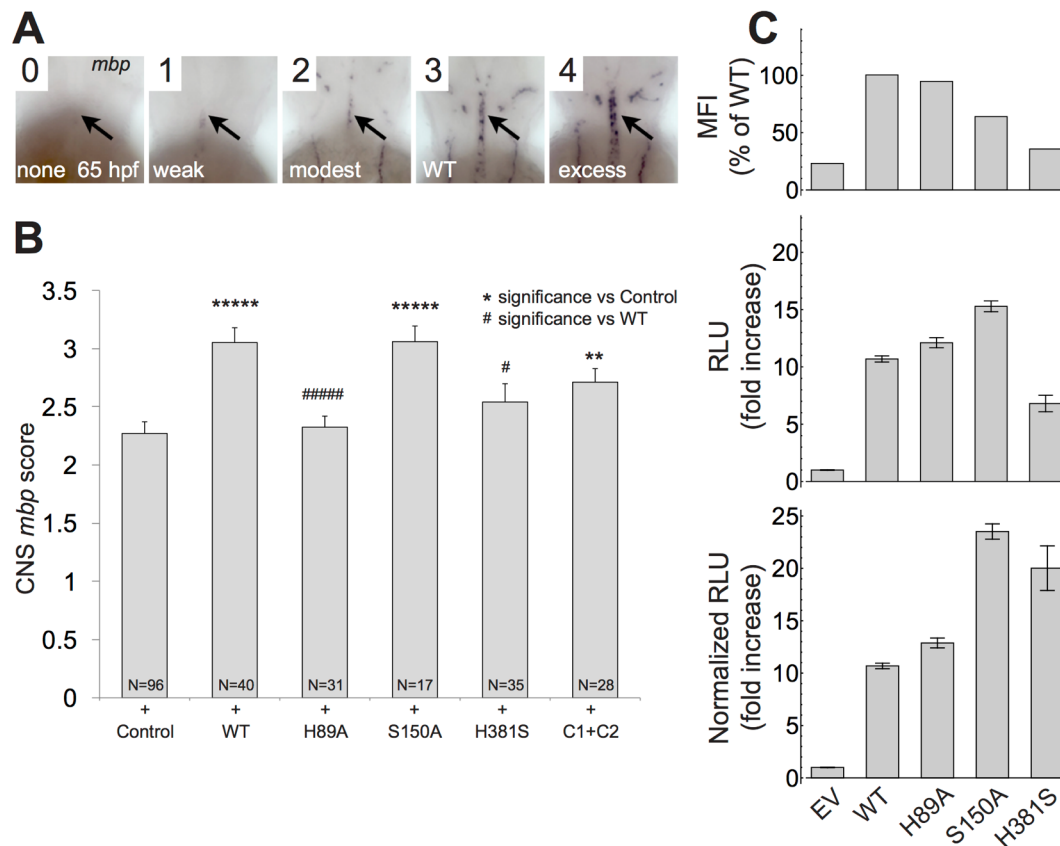 A
0
mbp
none 65 hpf
1
weak
2
modest
3
WT
4
excess
B
CNS mbp score
3.5
3
2.5
2
1.5
1
0.5
0
* significance vs Control
# significance vs WT
*****
#####
*****
#
**
N=96
N=40
N=31
N=17
N=35
N=28
+ + + + + +
Control WT H89A S150A H381S C1+C2
C
MFI
(% of WT)
100
50
0
RLU
(fold increase)
20
15
10
5
0
Normalized RLU
(fold increase)
25
20
15
10
5
0
EV
WT
H89A
S150A
H381S